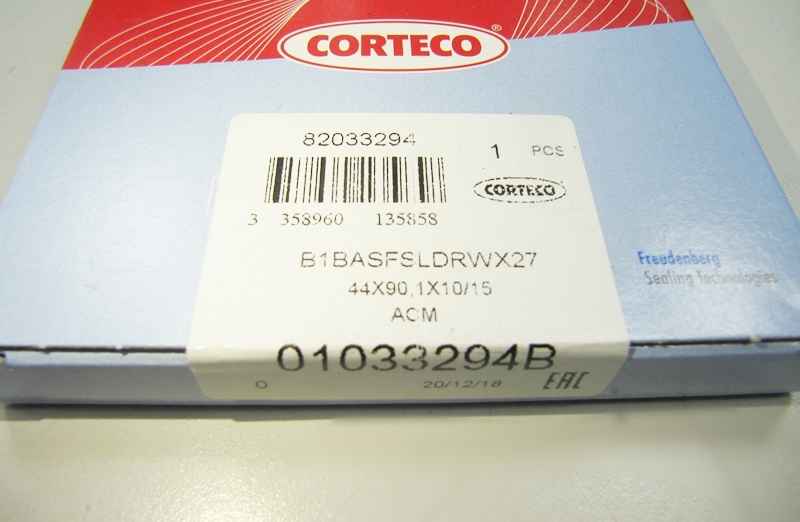 CORTECO
82033294
1 PCS
CORTECO
3 358960 135858
B1BASFSLDRWX27
44X90,1X10/15
ACM
Freudenberg
Sealing Technologies
01033294B
0 20/12/18 EAC